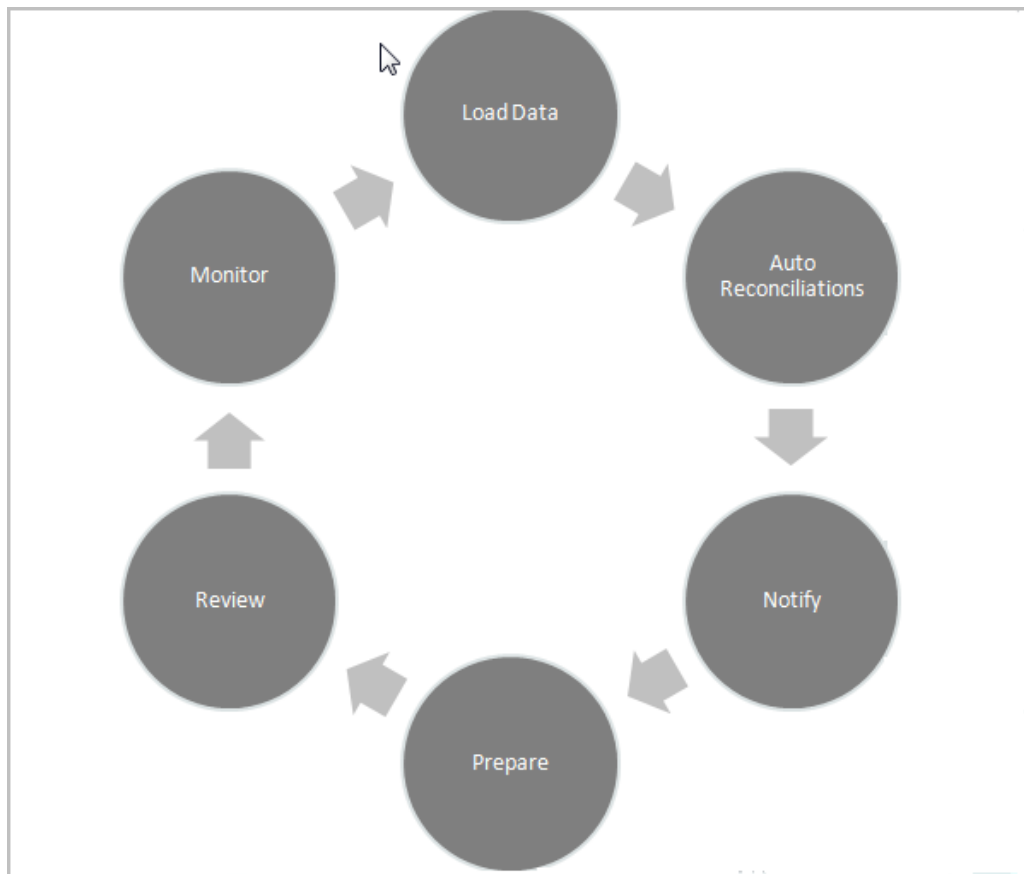 Load Data
Auto
Reconciliations
Notify
Prepare
Review
Monitor